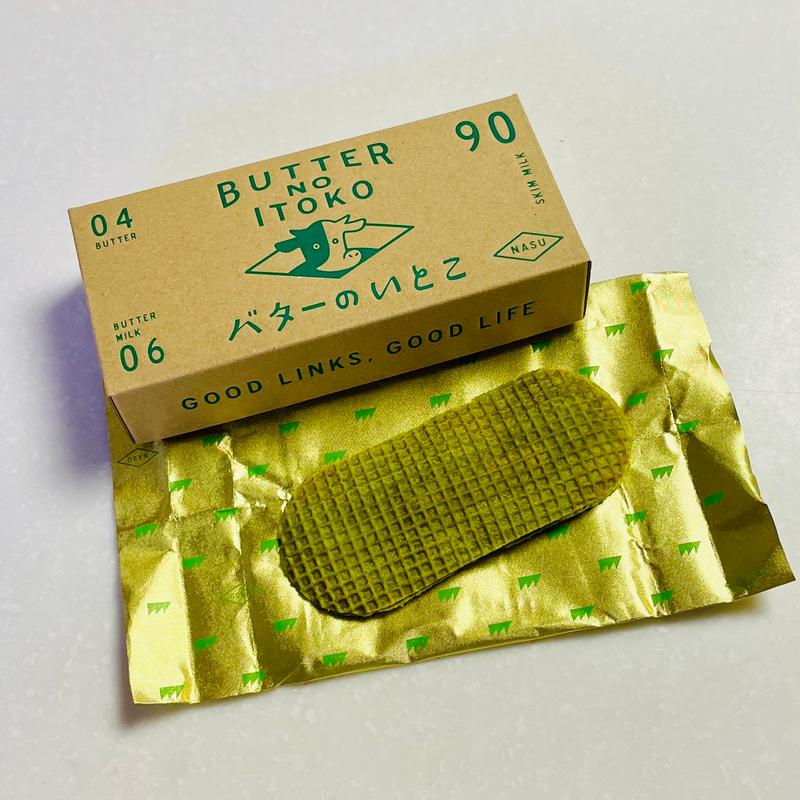 BUTTER
NO
ITOKO
04
BUTTER
90
SKIM MILK
NASU
バターのいとこ
BUTTER
MILK
06
GOOD LINKS, GOOD LIFE
NASU